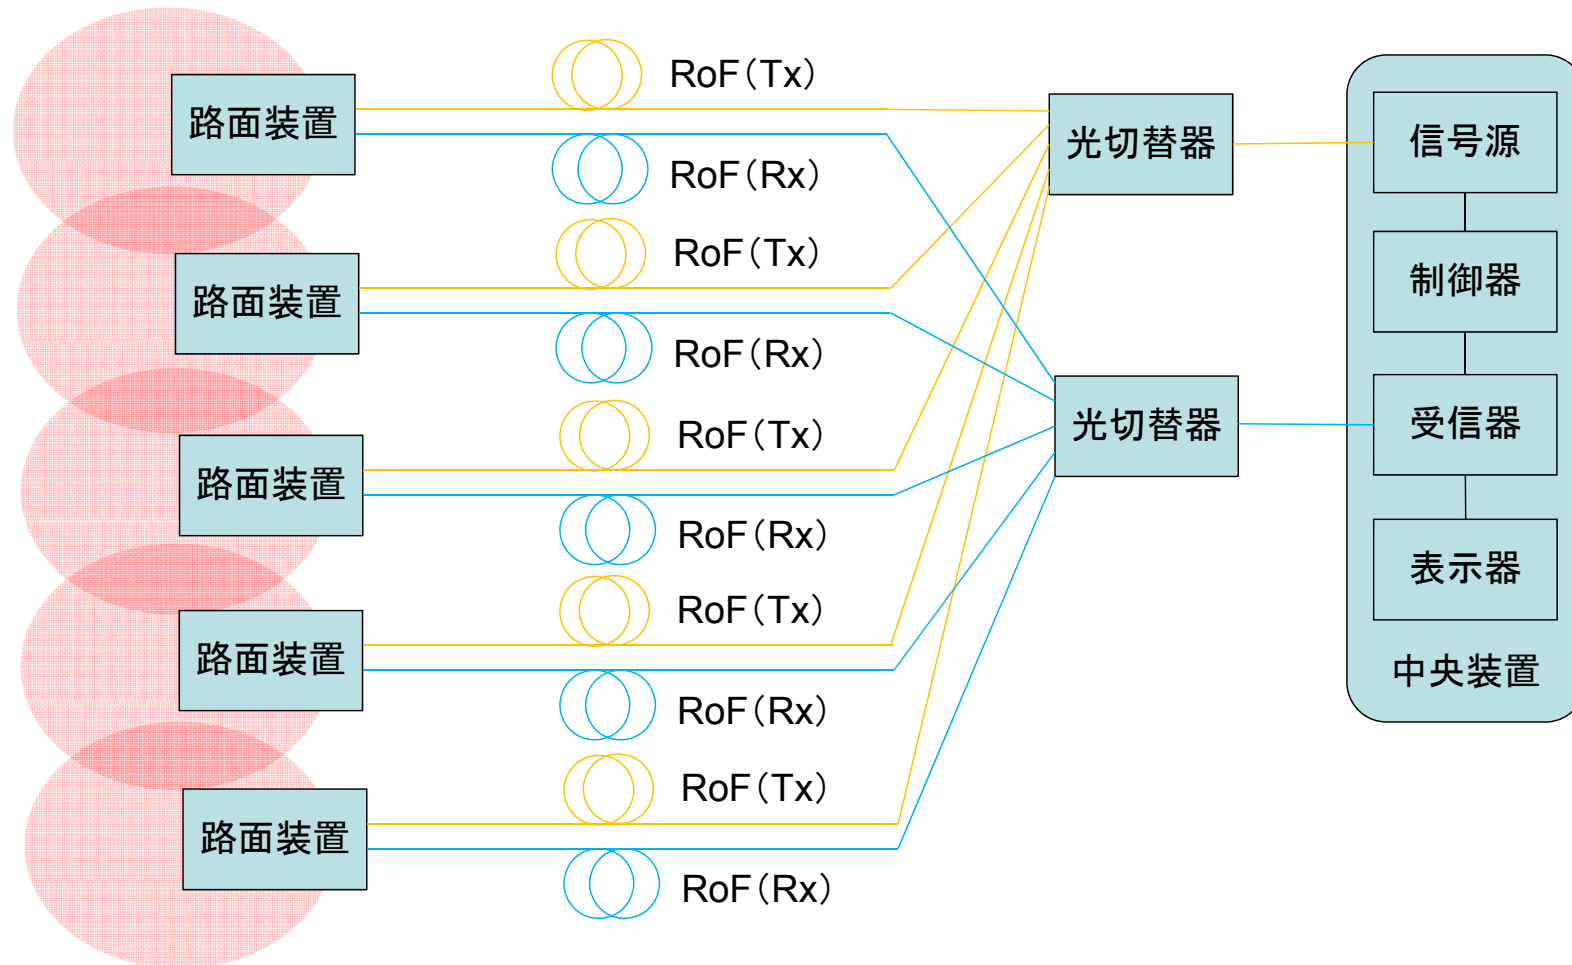 路面装置
RoF（Tx）
RoF（Rx）
路面装置
RoF（Tx）
RoF（Rx）
路面装置
RoF（Tx）
RoF（Rx）
路面装置
RoF（Tx）
RoF（Rx）
路面装置
RoF（Tx）
RoF（Rx）
光切替器
光切替器
信号源
制御器
受信器
表示器
中央装置